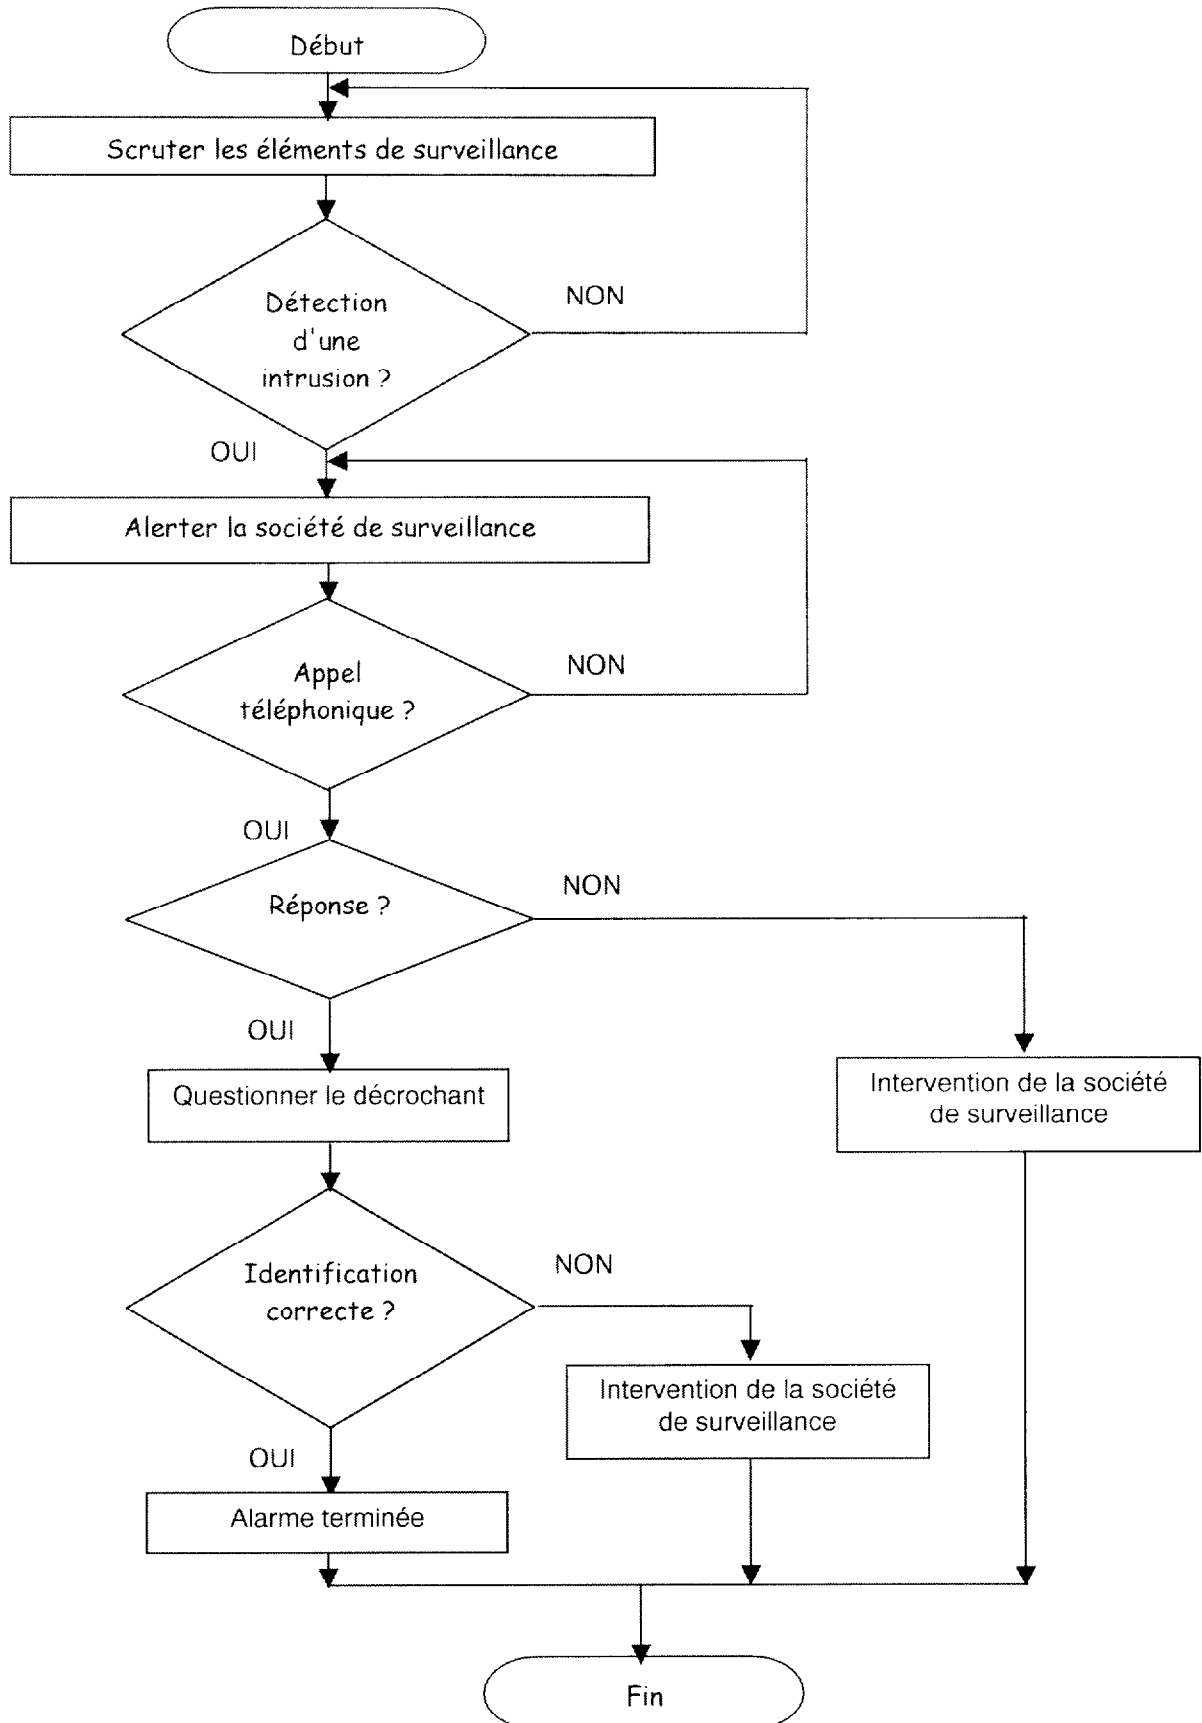 Début
Scruter les éléments de surveillance
Détection
d'une
intrusion ?
NON
OUI
Alerter la société de surveillance
Appel
téléphonique ?
NON
OUI
Réponse ?
NON
OUI
Questionner le décrochant
Intervention de la société
de surveillance
Identification
correcte ?
NON
Intervention de la société
de surveillance
OUI
Alarme terminée
Fin